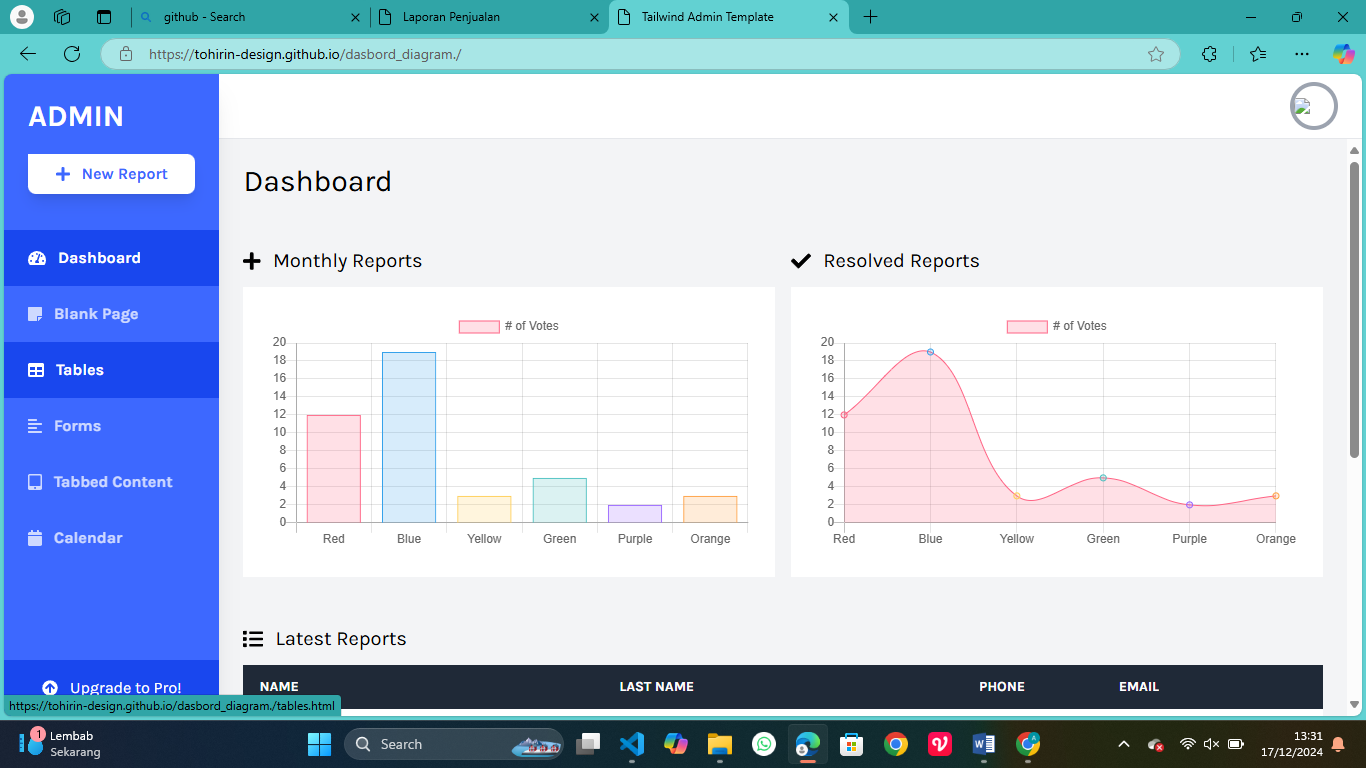 github - Search
Laporan Penjualan
Tailwind Admin Template
https://tohirin-design.github.io/dasbord_diagram./
ADMIN
New Report
Dashboard
Blank Page
Tables
Forms
Tabbed Content
Calendar
Upgrade to Pro!
https://tohirin-design.github.io/dasbord_diagram./tables.html
Dashboard
Monthly Reports
# of Votes
20
18
16
14
12
10
8
6
4
2
0
Red Blue Yellow Green Purple Orange
Resolved Reports
# of Votes
20
18
16
14
12
10
8
6
4
2
0
Red Blue Yellow Green Purple Orange
Latest Reports
NAME LAST NAME PHONE EMAIL
1
Lembab
Sekarang
Search
13:31
17/12/2024